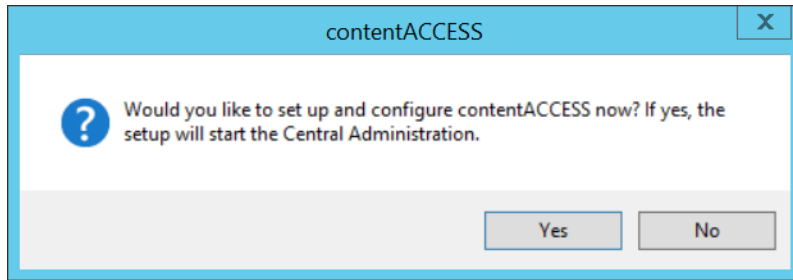 contentACCESS
X
Would you like to set up and configure contentACCESS now? If yes, the
setup will start the Central Administration.
Yes
No